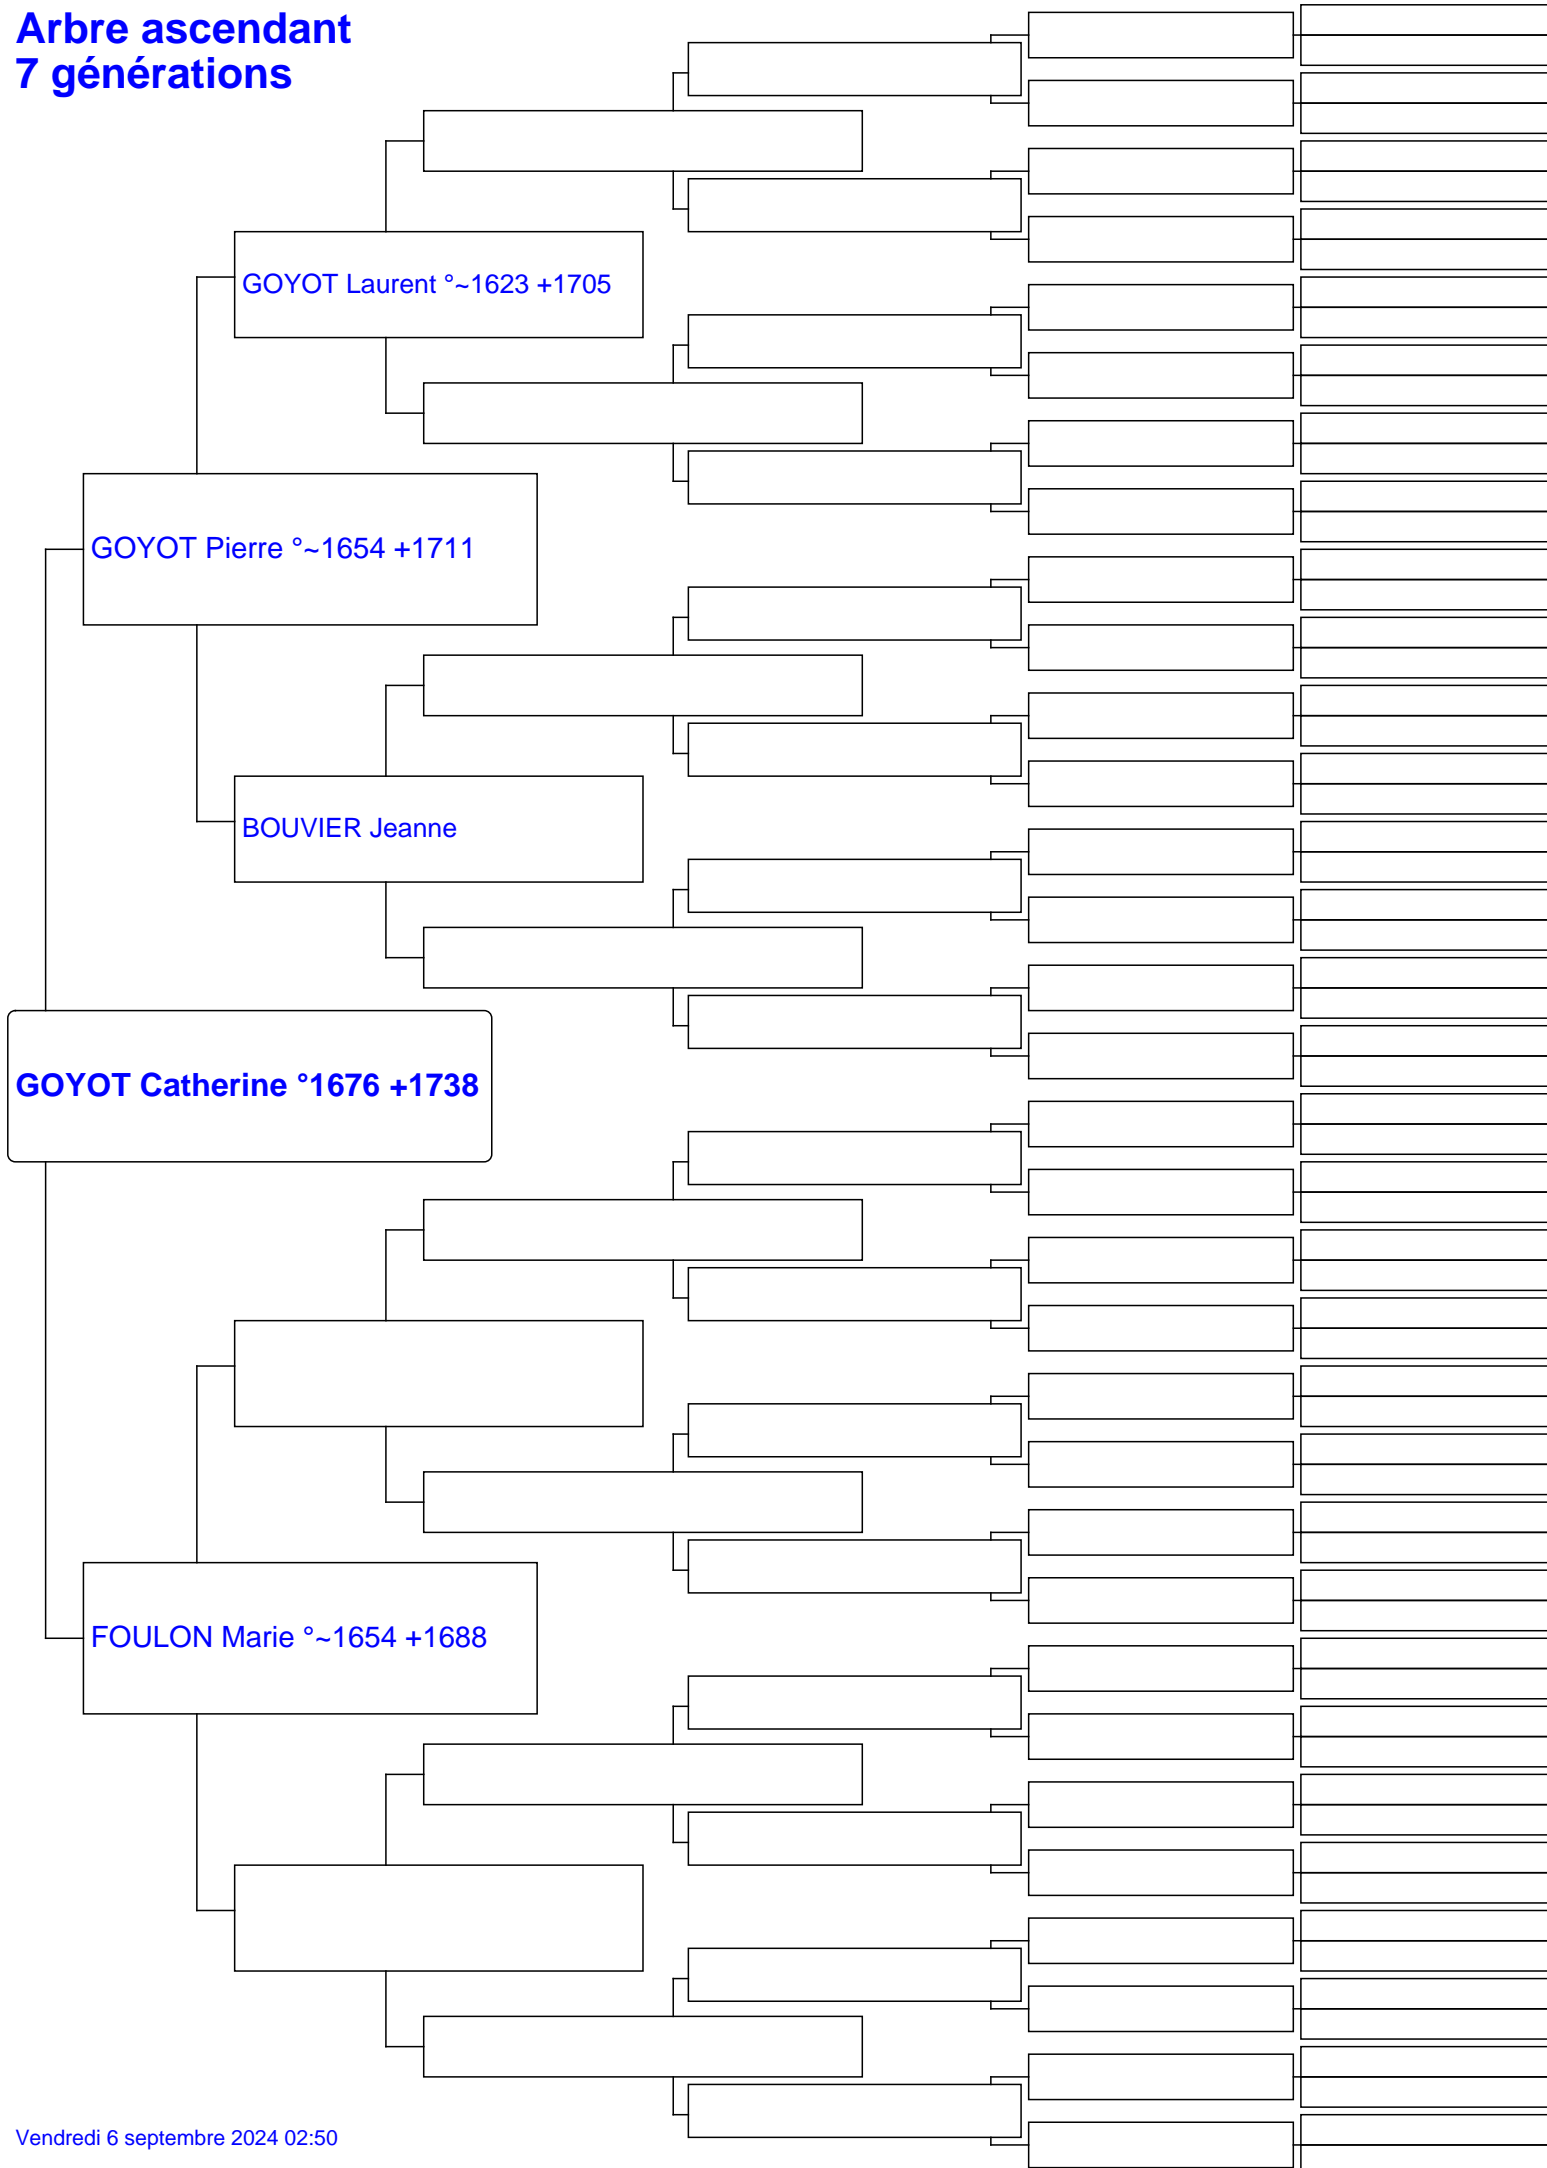 Arbre ascendant
7 générations
GOYOT Laurent °~1623 +1705
GOYOT Pierre °~1654 +1711
BOUVIER Jeanne
GOYOT Catherine °1676 +1738
FOULON Marie °~1654 +1688
Vendredi 6 septembre 2024 02:50